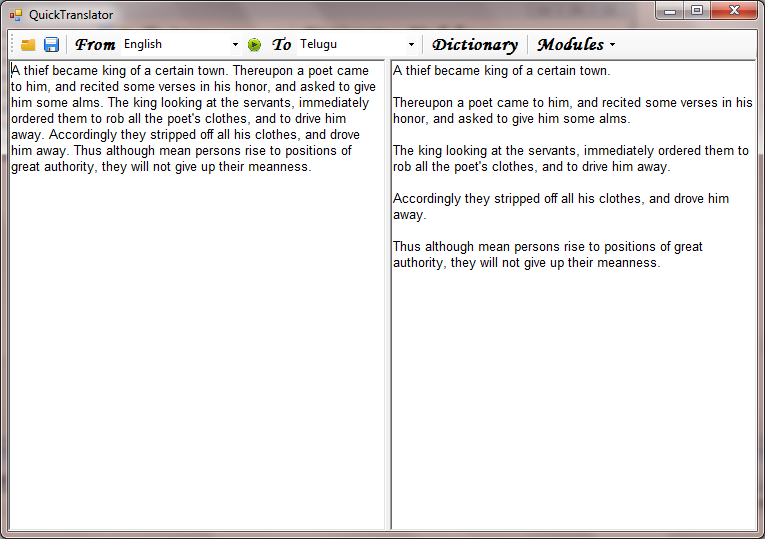 QuickTranslator
From English To Telugu Dictionary Modules
A thief became king of a certain town. Thereupon a poet came
to him, and recited some verses in his honor, and asked to give
him some alms. The king looking at the servants, immediately
ordered them to rob all the poet's clothes, and to drive him
away. Accordingly they stripped off all his clothes, and drove
him away. Thus although mean persons rise to positions of
great authority, they will not give up their meanness.
A thief became king of a certain town.
Thereupon a poet came to him, and recited some verses in his
honor, and asked to give him some alms.
The king looking at the servants, immediately ordered them to
rob all the poet's clothes, and to drive him away.
Accordingly they stripped off all his clothes, and drove him
away.
Thus although mean persons rise to positions of great
authority, they will not give up their meanness.